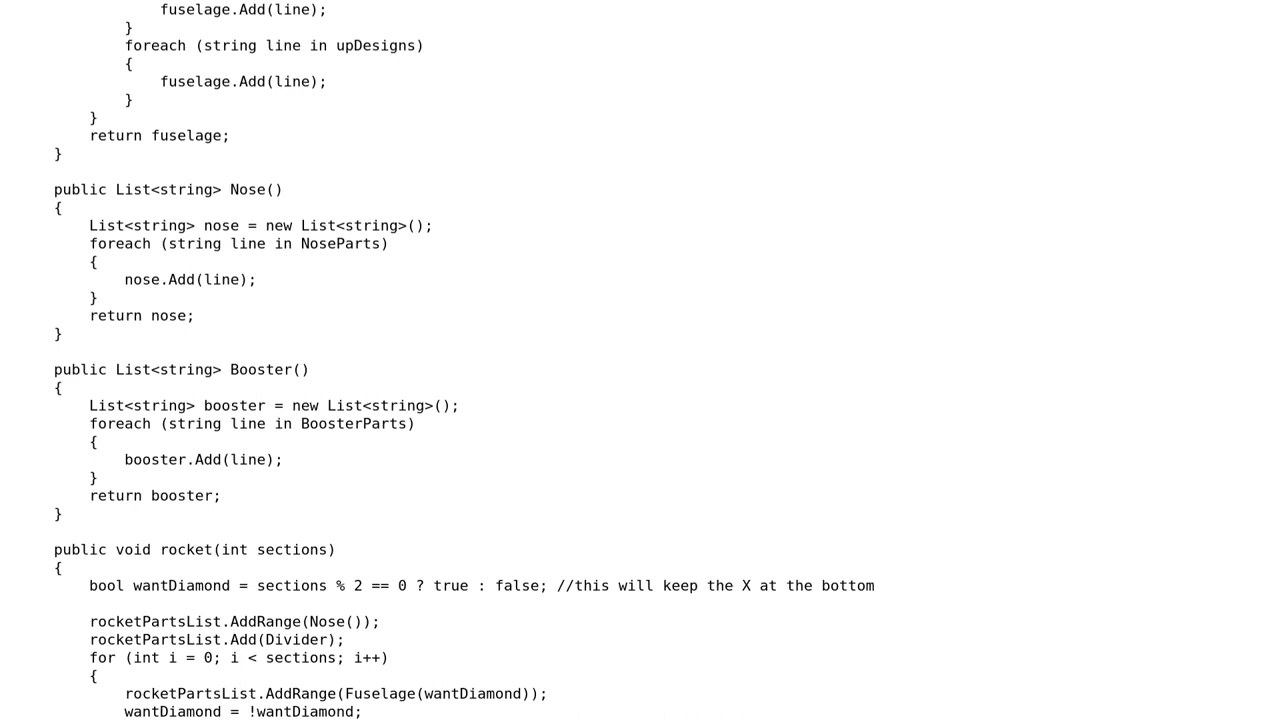 fuselage.Add(line);
        }
        foreach (string line in upDesigns)
        {
            fuselage.Add(line);
        }
    }
    return fuselage;
}

public List<string> Nose()
{
    List<string> nose = new List<string>();
    foreach (string line in NoseParts)
    {
        nose.Add(line);
    }
    return nose;
}

public List<string> Booster()
{
    List<string> booster = new List<string>();
    foreach (string line in BoosterParts)
    {
        booster.Add(line);
    }
    return booster;
}

public void rocket(int sections)
{
    bool wantDiamond = sections % 2 == 0 ? true : false; //this will keep the X at the bottom

    rocketPartsList.AddRange(Nose());
    rocketPartsList.Add(Divider);
    for (int i = 0; i < sections; i++)
    {
        rocketPartsList.AddRange(Fuselage(wantDiamond));
        wantDiamond = !wantDiamond;